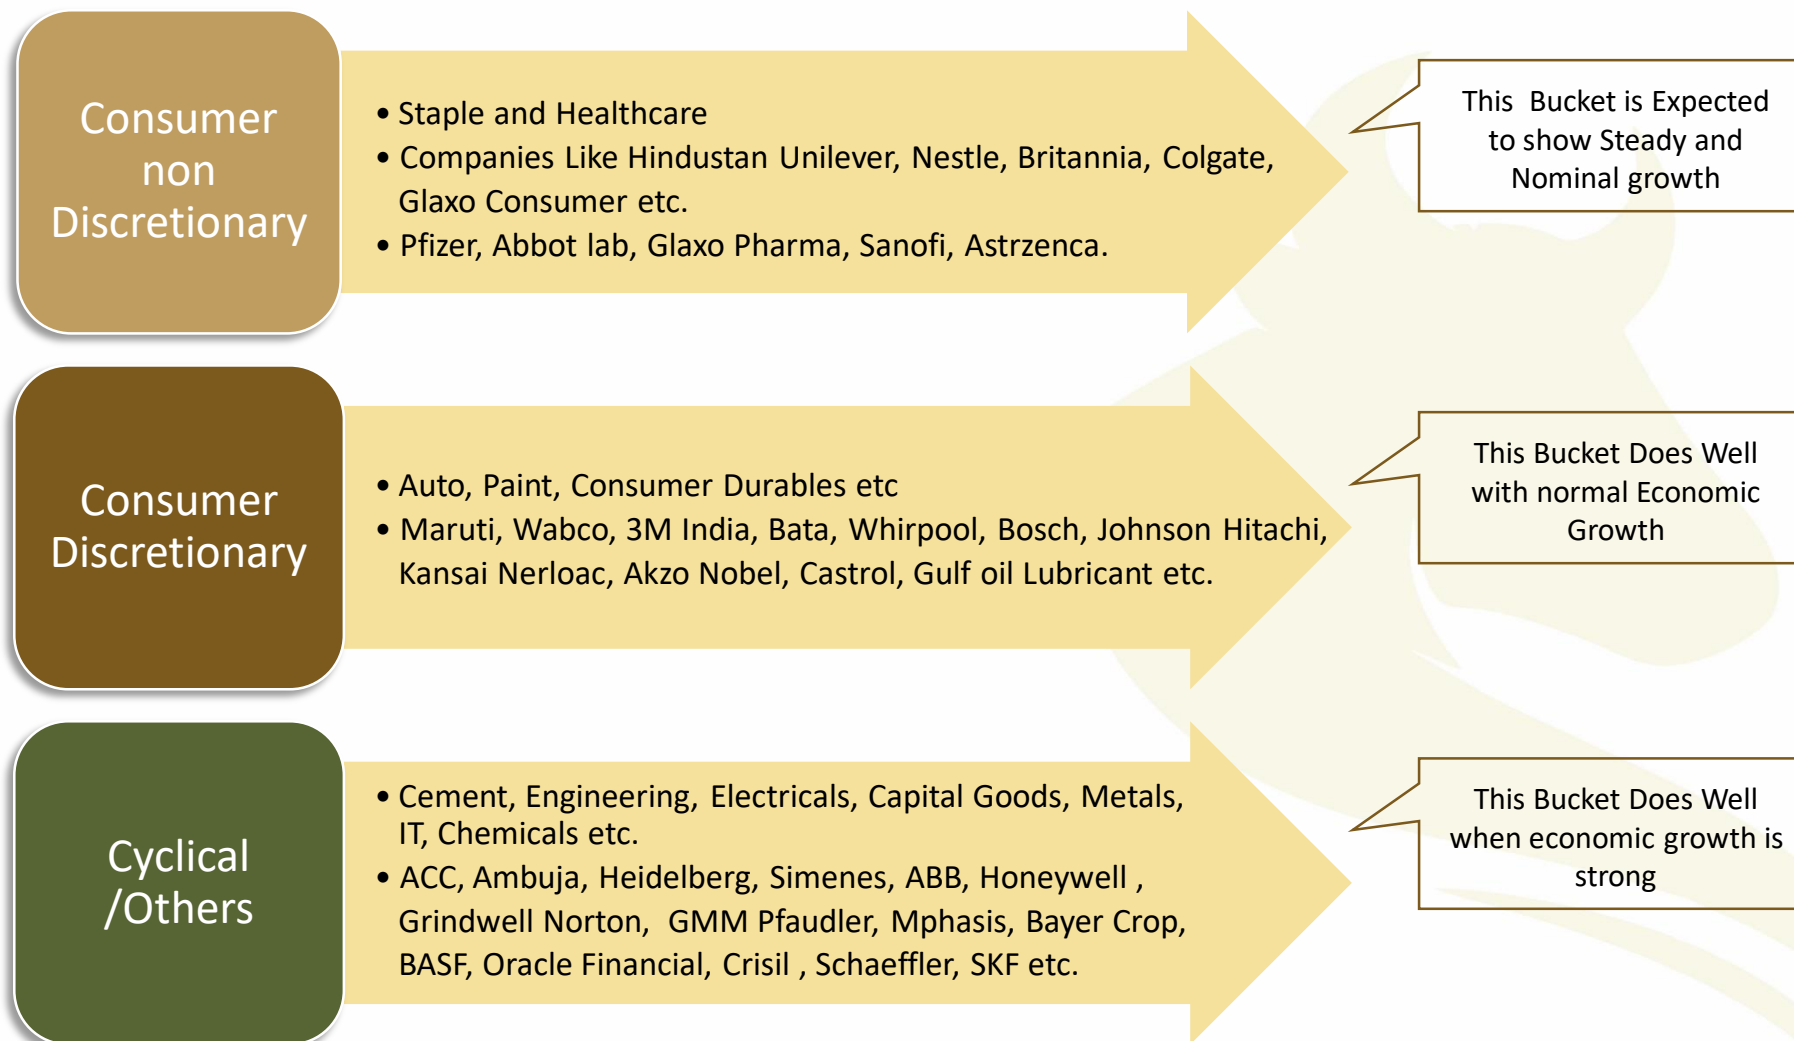 Consumer
non
Discretionary
• Staple and Healthcare
• Companies Like Hindustan Unilever, Nestle, Britannia, Colgate,
Glaxo Consumer etc.
• Pfizer, Abbot lab, Glaxo Pharma, Sanofi, Astrzenca.
This Bucket is Expected
to show Steady and
Nominal growth
Consumer
Discretionary
• Auto, Paint, Consumer Durables etc
• Maruti, Wabco, 3M India, Bata, Whirpool, Bosch, Johnson Hitachi,
Kansai Nerloac, Akzo Nobel, Castrol, Gulf oil Lubricant etc.
This Bucket Does Well
with normal Economic
Growth
Cyclical
/Others
• Cement, Engineering, Electricals, Capital Goods, Metals,
IT, Chemicals etc.
• ACC, Ambuja, Heidelberg, Simenes, ABB, Honeywell ,
Grindwell Norton, GMM Pfaudler, Mphasis, Bayer Crop,
BASF, Oracle Financial, Crisil , Schaeffler, SKF etc.
This Bucket Does Well
when economic growth is
strong